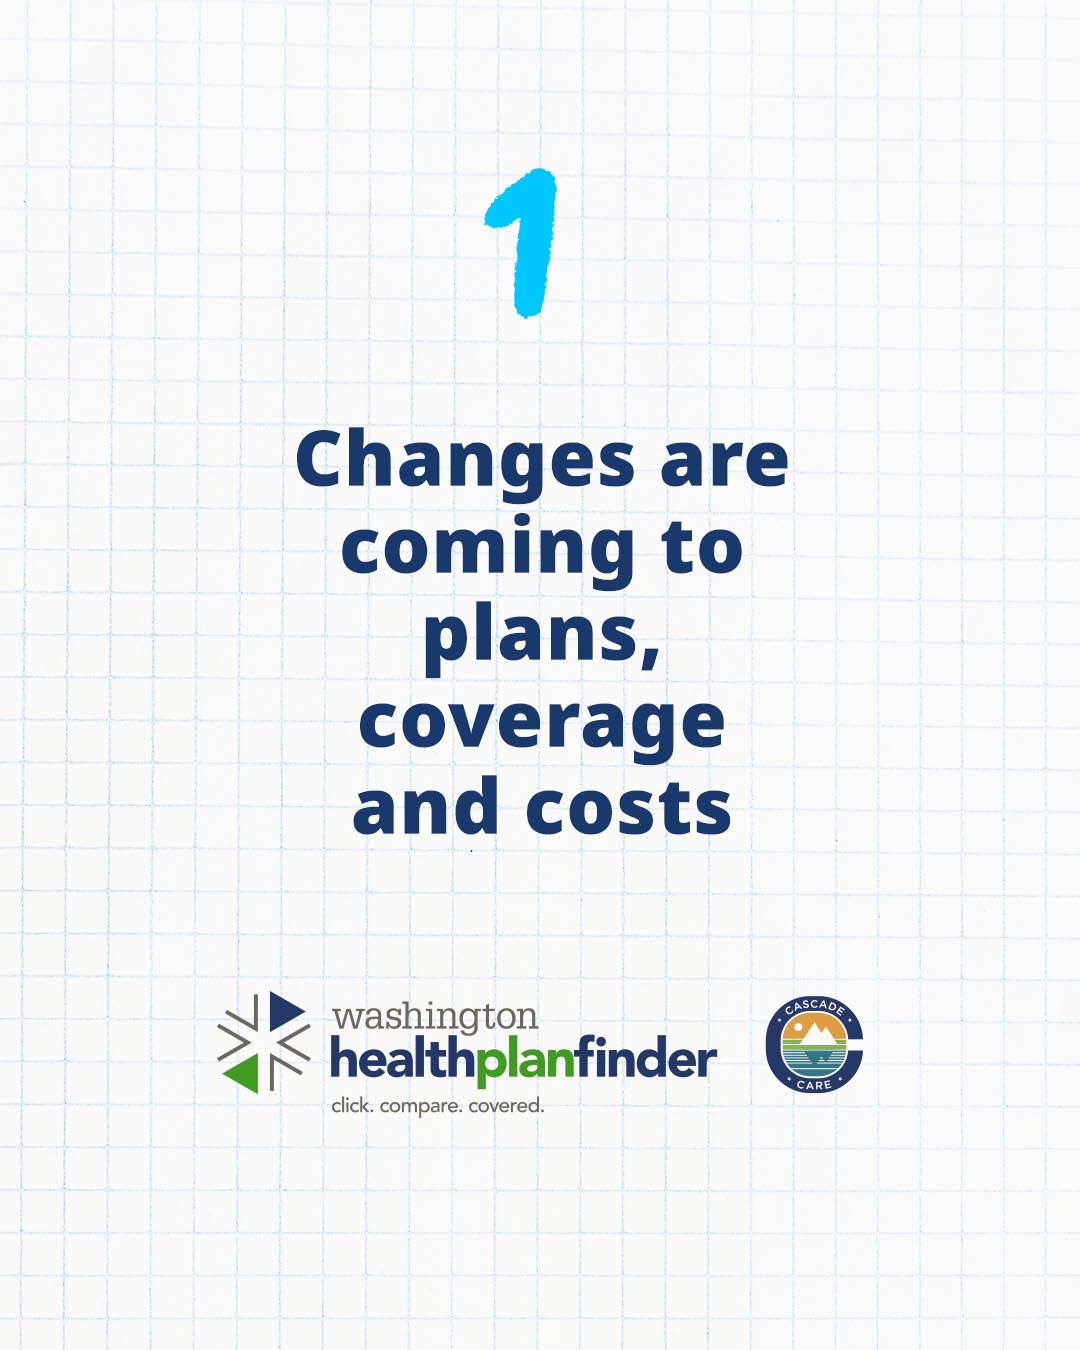 1
Changes are
coming to
plans,
coverage
and costs
washington
healthplanfinder
click. compare. covered.
CASCADE
CARE